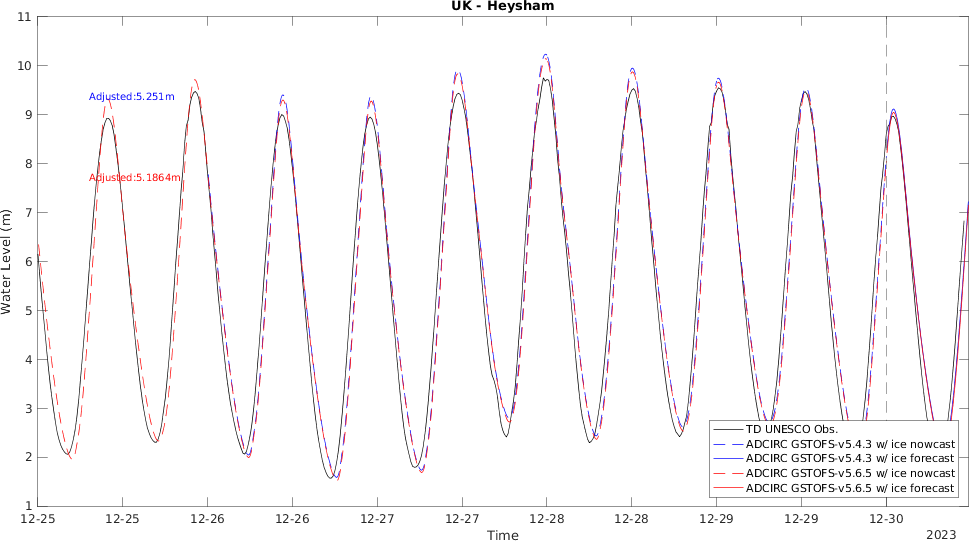 UK - Heysham
11
10
9
8
7
6
5
4
3
2
1
Water Level (m)
Adjusted:5.251m
Adjusted:5.1864m
TD UNESCO Obs.
ADCIRC GSTOFS-v5.4.3 w/ ice nowcast
ADCIRC GSTOFS-v5.4.3 w/ ice forecast
ADCIRC GSTOFS-v5.6.5 w/ ice nowcast
ADCIRC GSTOFS-v5.6.5 w/ ice forecast
12-25 12-25 12-26 12-26 12-27 12-27 12-28 12-28 12-29 12-29 12-30
Time
2023